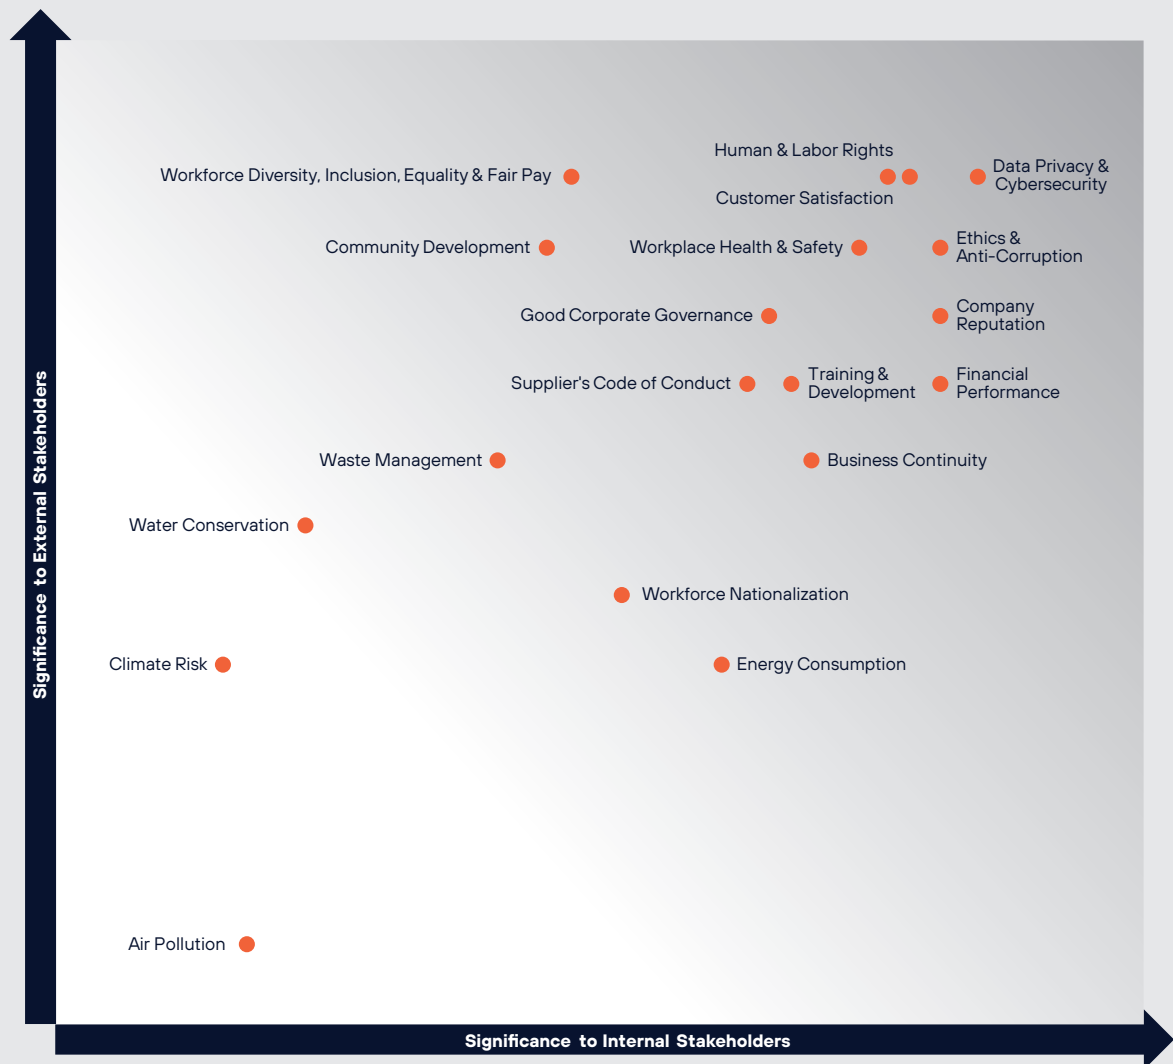 Human & Labor Rights
Workforce Diversity, Inclusion, Equality & Fair Pay
Data Privacy &
Cybersecurity
Customer Satisfaction
Community Development
Workplace Health & Safety
Ethics &
Anti-Corruption
Good Corporate Governance
Company
Reputation
Supplier's Code of Conduct
Training &
Development
Financial
Performance
Waste Management
Business Continuity
Water Conservation
Workforce Nationalization
Climate Risk
Energy Consumption
Air Pollution
Significance to External Stakeholders
Significance to Internal Stakeholders